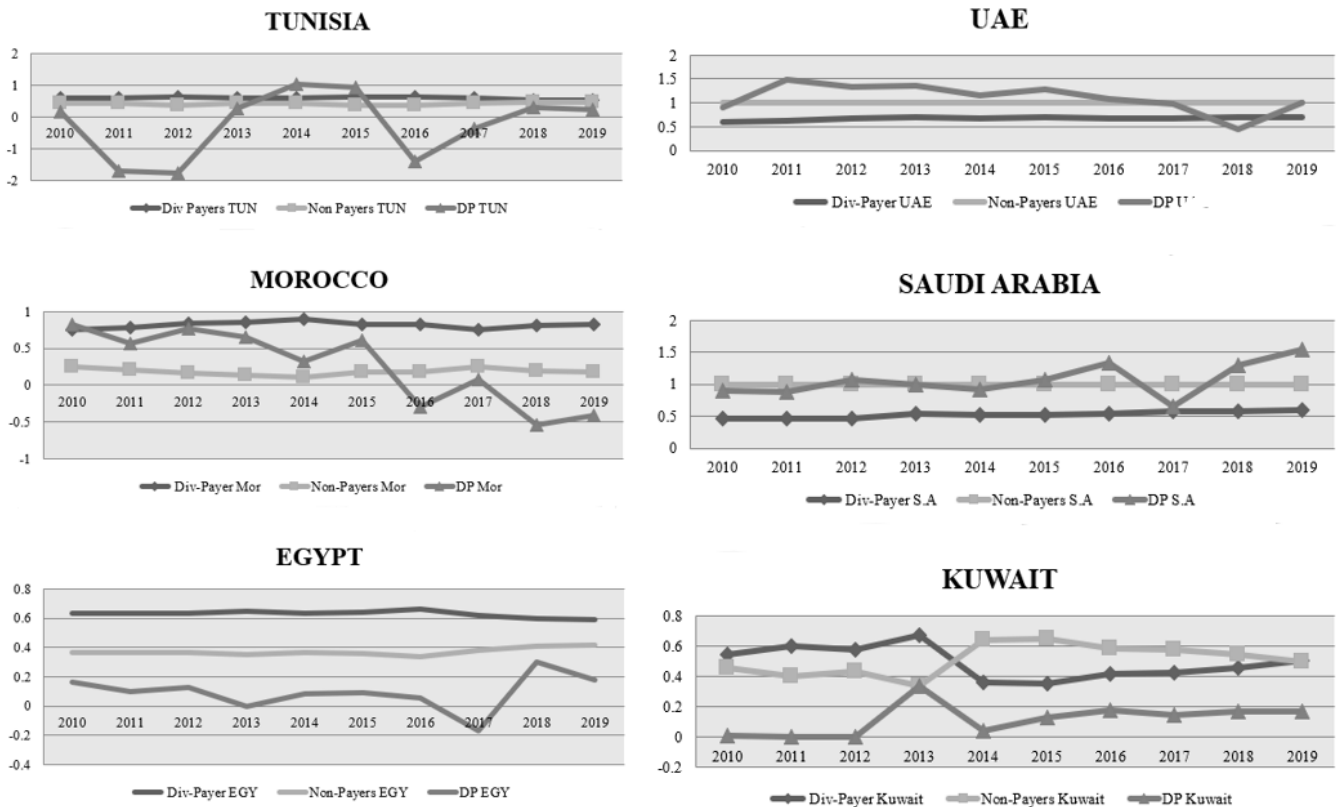 TUNISIA
2
1
0
-1
-2
2010 2011 2012 2013 2014 2015 2016 2017 2018 2019
Div Payers TUN Non Payers TUN DP TUN
UAE
2
1.5
1
0.5
0
2010 2011 2012 2013 2014 2015 2016 2017 2018 2019
Div-Payer UAE Non-Payers UAE DP
MOROCCO
1
0.5
0
-0.5
-1
2010 2011 2012 2013 2014 2015 2016 2017 2018 2019
Div-Payer Mor Non-Payers Mor DP Mor
SAUDI ARABIA
2
1.5
1
0.5
0
2010 2011 2012 2013 2014 2015 2016 2017 2018 2019
Div-Payer S.A Non-Payers S.A DP S.A
EGYPT
0.8
0.6
0.4
0.2
0
-0.2
-0.4
2010 2011 2012 2013 2014 2015 2016 2017 2018 2019
Div-Payer EGY Non-Payers EGY DP EGY
KUWAIT
0.8
0.6
0.4
0.2
0
-0.2
2010 2011 2012 2013 2014 2015 2016 2017 2018 2019
Div-Payer Kuwait Non-Payers Kuwait DP Kuwait